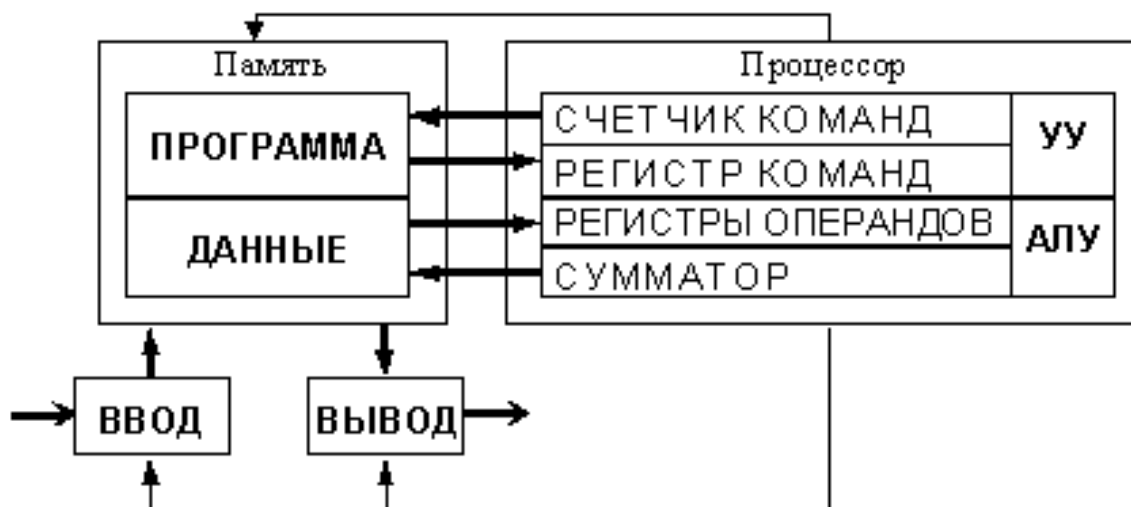 Память
Процессор
ПРОГРАММА
ДАННЫЕ
СЧЕТЧИК КОМАНД
РЕГИСТР КОМАНД
УУ
РЕГИСТРЫ ОПЕРАНДОВ
СУММАТОР
АЛУ
ВВОД
ВЫВОД